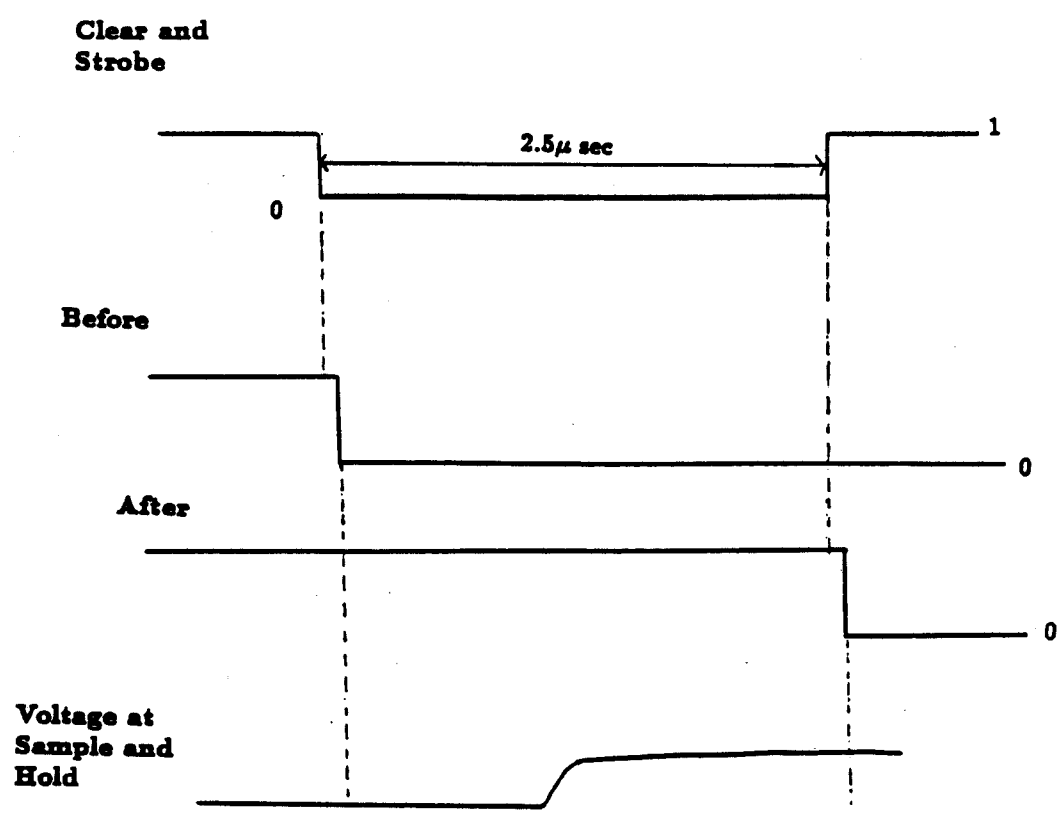 Clear and
Strobe
1
2.5μ sec
0
Before
0
After
0
Voltage at
Sample and
Hold